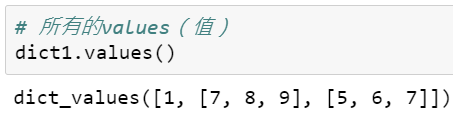 # 所有的values（值）
dict1.values()
dict_values([1, [7, 8, 9], [5, 6, 7]])